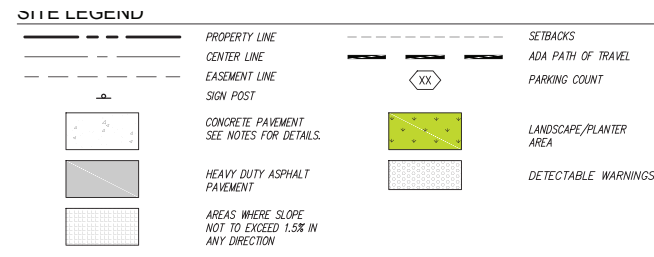 SITE LEGEND
PROPERTY LINE
CENTER LINE
EASEMENT LINE
SIGN POST
CONCRETE PAVEMENT
SEE NOTES FOR DETAILS.
HEAVY DUTY ASPHALT
PAVEMENT
AREAS WHERE SLOPE
NOT TO EXCEED 1.5% IN
ANY DIRECTION
SETBACKS
ADA PATH OF TRAVEL
XX
PARKING COUNT
LANDSCAPE/PLANTER
AREA
DETECTABLE WARNINGS